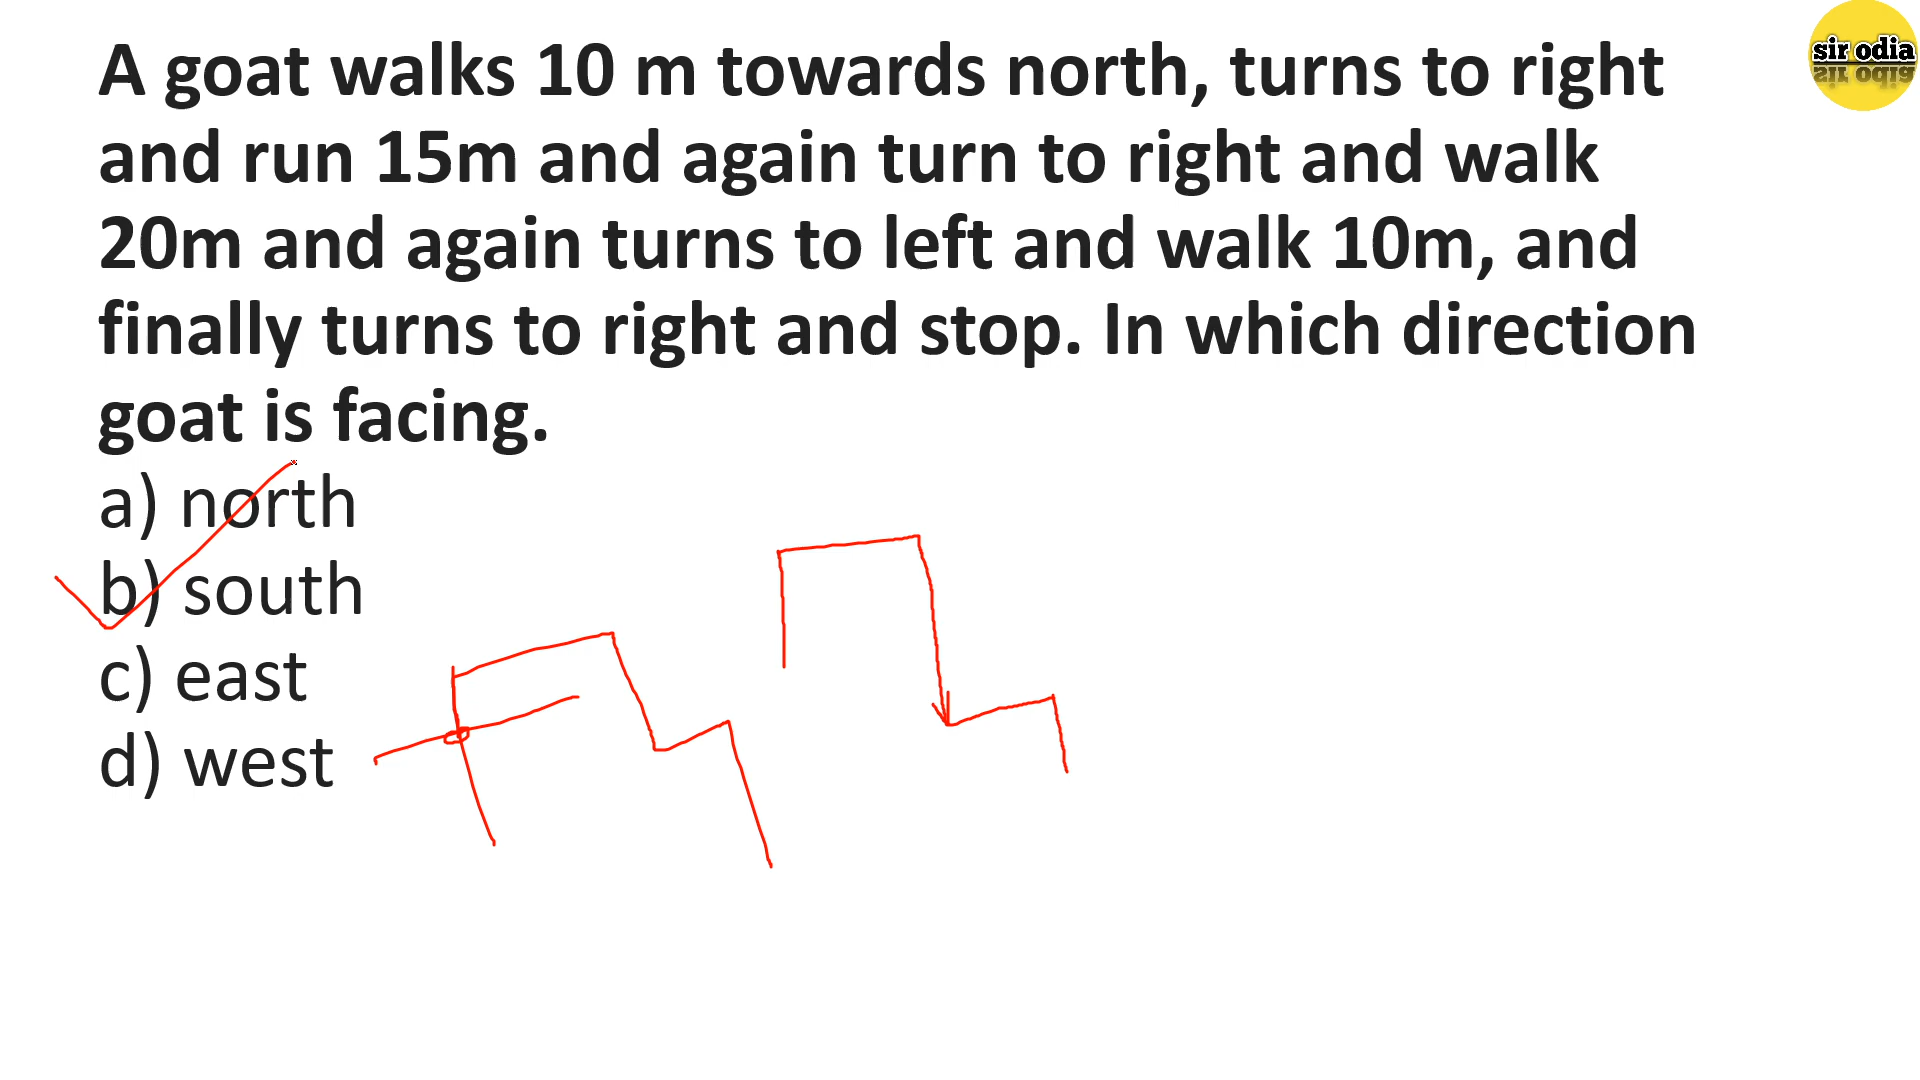 A goat walks 10 m towards north, turns to right
and run 15m and again turn to right and walk
20m and again turns to left and walk 10m, and
finally turns to right and stop. In which direction
goat is facing.
a) north
b) south
c) east
d) west
sir odia